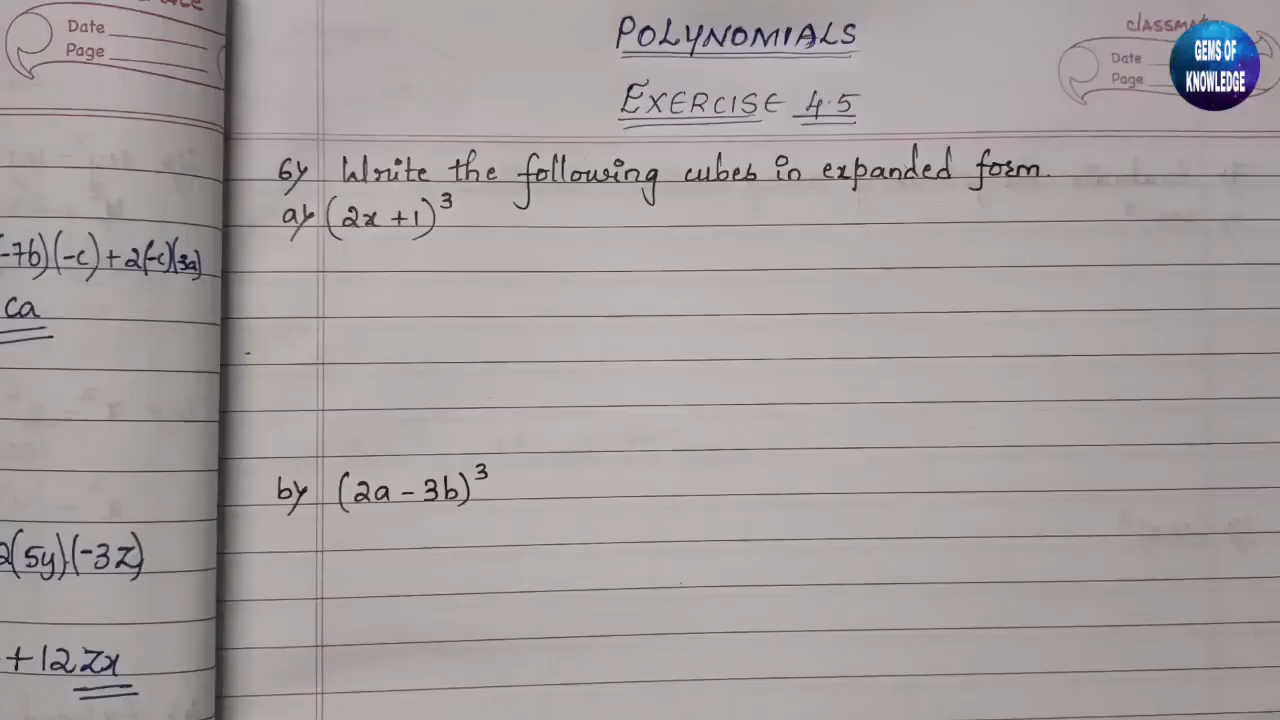 Date
Page
POLYNOMIALS
EXERCISE 4.5
Date
Page
GEMS OF
KNOWLEDGE
6) Write the following cubes in expanded form.
a) (2x + 1)³
b) (2a - 3b)³
-7b)(-c) + 2(-c)(3a)
ca
2(5y)(-3z)
+ 12zx